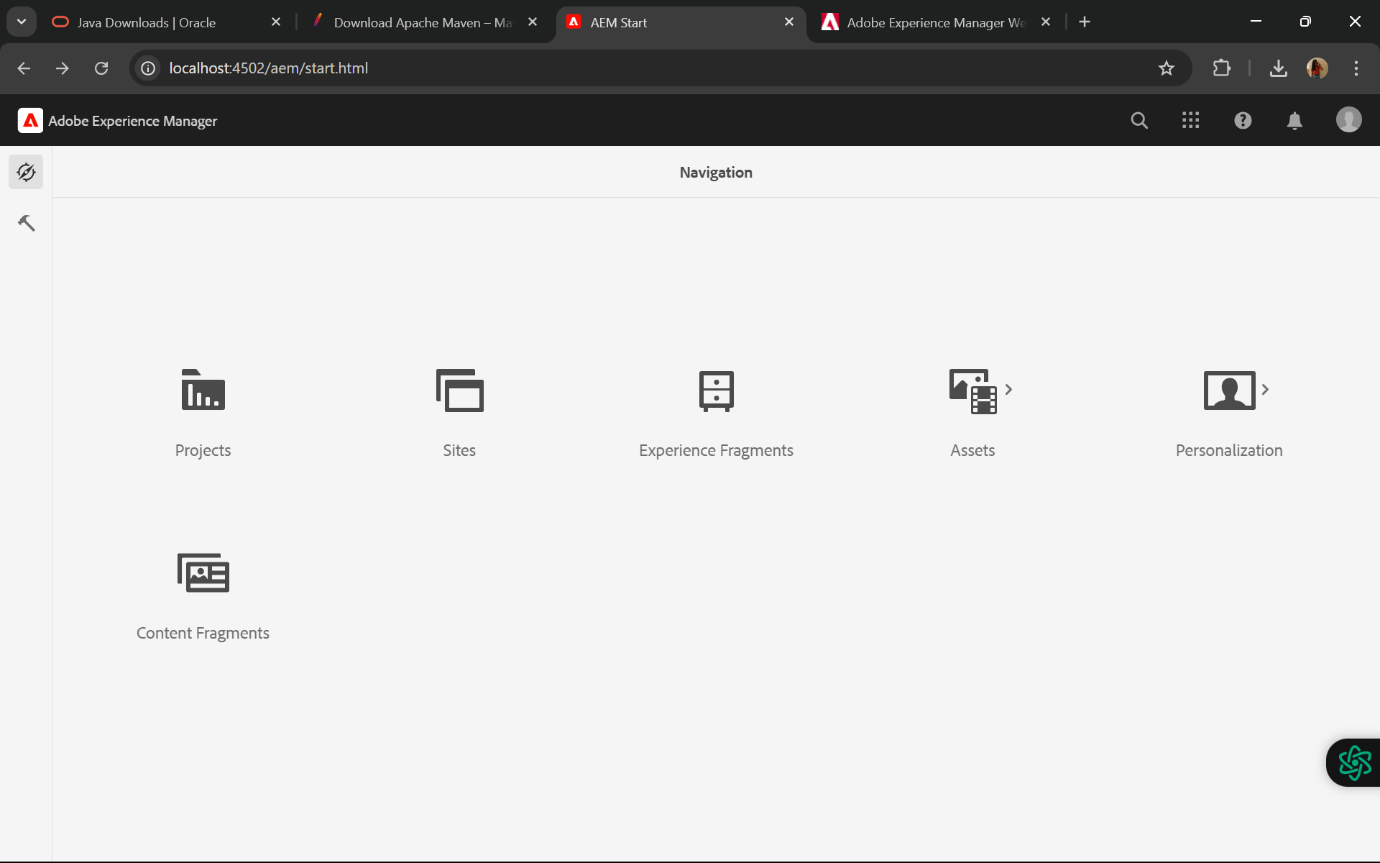 Java Downloads | Oracle
Download Apache Maven – Ma
AEM Start
Adobe Experience Manager We
localhost:4502/aem/start.html
Adobe Experience Manager
Navigation
Projects
Sites
Experience Fragments
Assets
Personalization
Content Fragments